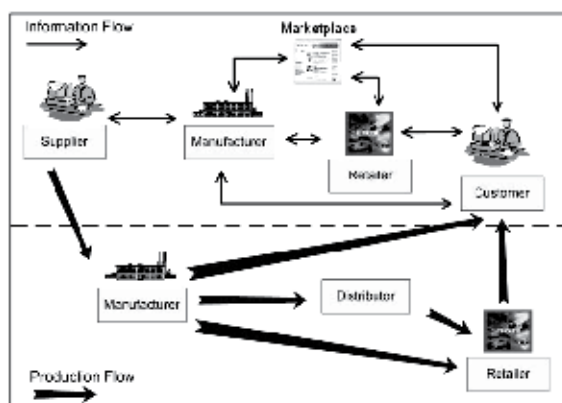 Information Flow
Marketplace
Supplier
Manufacturer
Retailer
Customer
Manufacturer
Distributor
Retailer
Production Flow